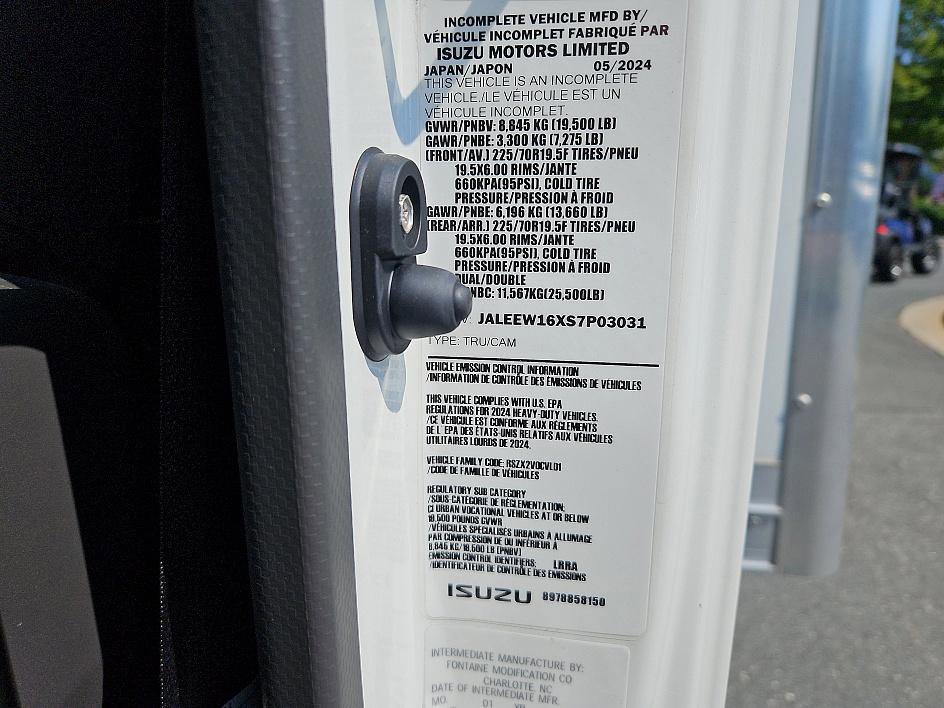 INCOMPLETE VEHICLE MFD BY/
VÉHICULE INCOMPLET FABRIQUÉ PAR
ISUZU MOTORS LIMITED
JAPAN/JAPON 05/2024
THIS VEHICLE IS AN INCOMPLETE
VEHICLE./LE VÉHICULE EST UN
VÉHICULE INCOMPLET.
GVWR/PNBV: 8,845 KG (19,500 LB)
GAWR/PNBE: 3,300 KG (7,275 LB)
(FRONT/AV.) 225/70R19.5F TIRES/PNEU
19.5X6.00 RIMS/JANTE
660KPA(95PSI), COLD TIRE
PRESSURE/PRESSION À FROID
GAWR/PNBE: 6,196 KG (13,660 LB)
(REAR/ARR.) 225/70R19.5F TIRES/PNEU
19.5X6.00 RIMS/JANTE
660KPA(95PSI), COLD TIRE
PRESSURE/PRESSION À FROID
DUAL/DOUBLE
NBC: 11,567KG(25,500LB)
JALEEW16XS7P03031
TYPE: TRU/CAM
VEHICLE EMISSION CONTROL INFORMATION
/INFORMATION DE CONTRÔLE DES ÉMISSIONS DE VÉHICULES
THIS VEHICLE COMPLIES WITH U.S. EPA
REGULATIONS FOR 2024 HEAVY-DUTY VEHICLES.
/CE VÉHICULE EST CONFORME AUX RÈGLEMENTS
DE L' EPA DES ÉTATS-UNIS RELATIFS AUX VÉHICULES
UTILITAIRES LOURDS DE 2024.
VEHICLE FAMILY CODE: RSZX2VOCVLD1
/CODE DE FAMILLE DE VÉHICULES
REGULATORY SUB CATEGORY
/SOUS-CATÉGORIE DE RÉGLEMENTATION:
CI URBAN VOCATIONAL VEHICLES AT OR BELOW
19,500 POUNDS GVWR
/VÉHICULES SPÉCIALISÉS URBAINS À ALLUMAGE
PAR COMPRESSION DE OU INFÉRIEUR À
8,845 KG/19,500 LB (PNBV)
EMISSION CONTROL IDENTIFIERS: LRRA
/IDENTIFICATEUR DE CONTRÔLE DES ÉMISSIONS
ISUZU 8978858150
INTERMEDIATE MANUFACTURE BY:
FONTAINE MODIFICATION CO
CHARLOTTE, NC
DATE OF INTERMEDIATE MFR.
MO. 01 YR